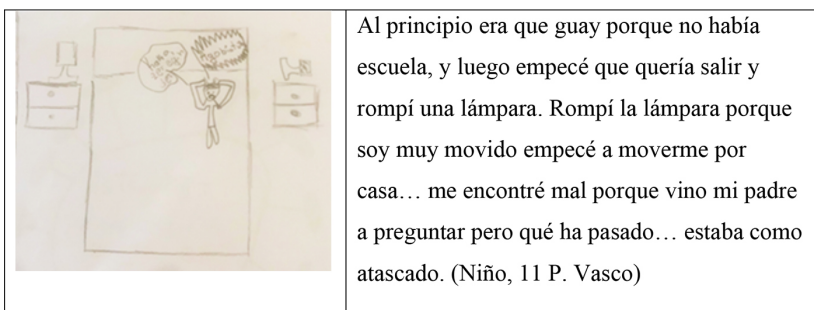 Al principio era que guay porque no había
escuela, y luego empecé que quería salir y
rompí una lámpara. Rompí la lámpara porque
soy muy movido empecé a moverme por
casa… me encontré mal porque vino mi padre
a preguntar pero qué ha pasado… estaba como
atascado. (Niño, 11 P. Vasco)